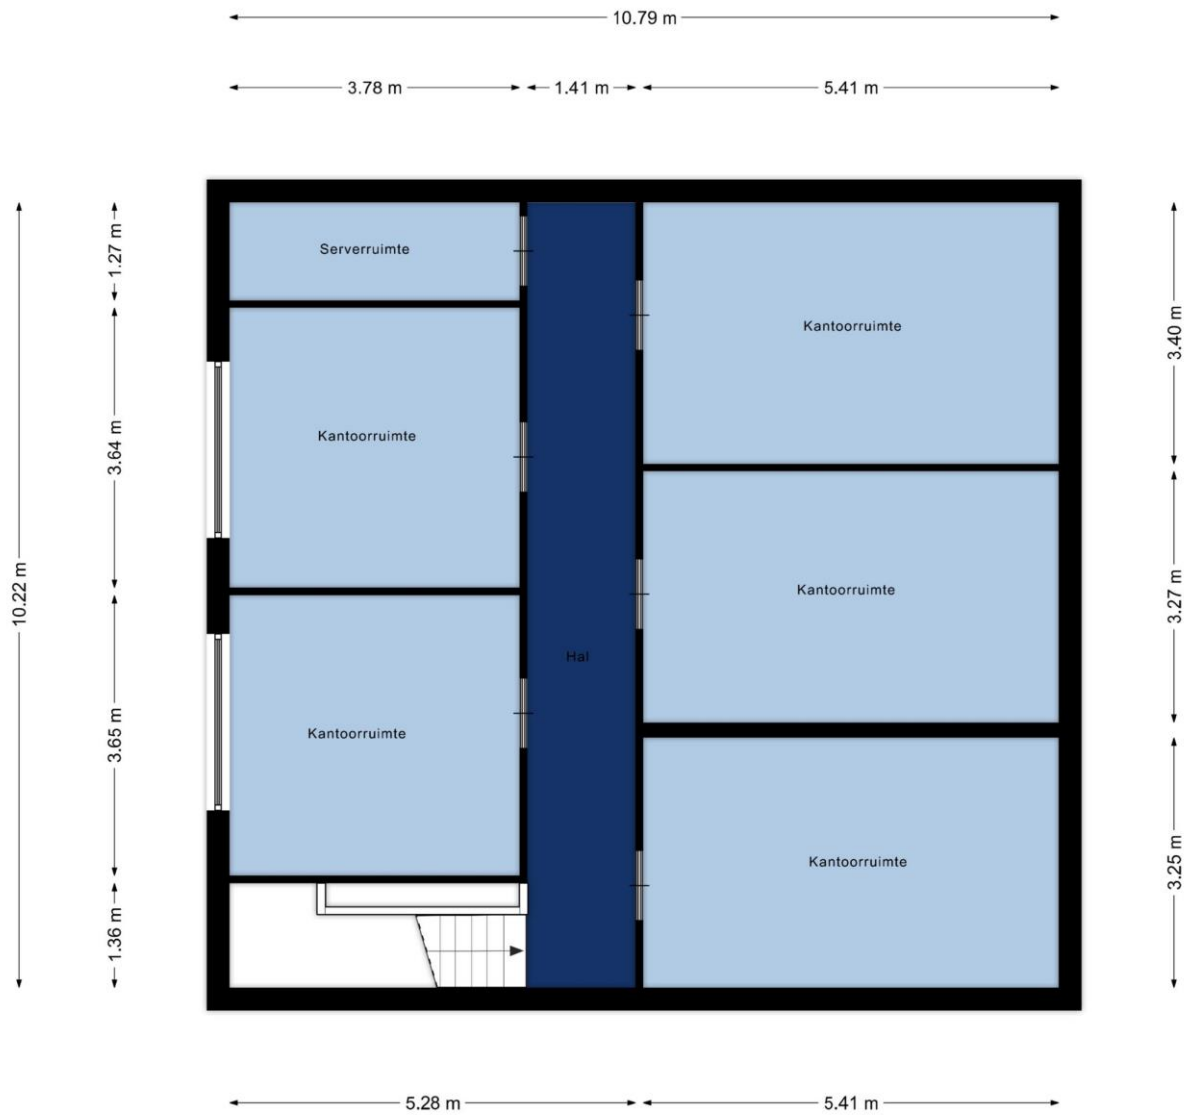 10.79 m
3.78 m
1.41 m
5.41 m
1.27 m
Serverruimte
3.40 m
Kantoorruimte
3.64 m
Kantoorruimte
10.22 m
3.27 m
Kantoorruimte
Hal
3.65 m
Kantoorruimte
3.25 m
Kantoorruimte
1.36 m
5.28 m
5.41 m